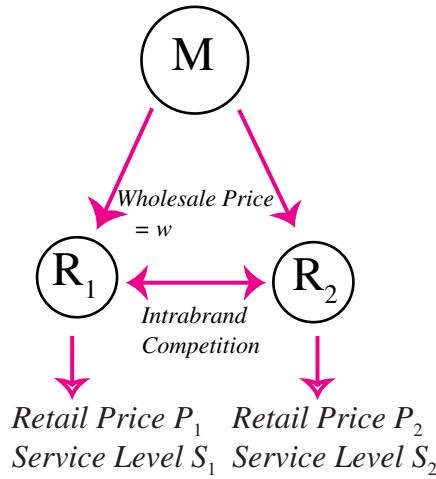 M
Wholesale Price
= w
R₁
R₂
Intrabrand
Competition
Retail Price P₁
Service Level S₁
Retail Price P₂
Service Level S₂